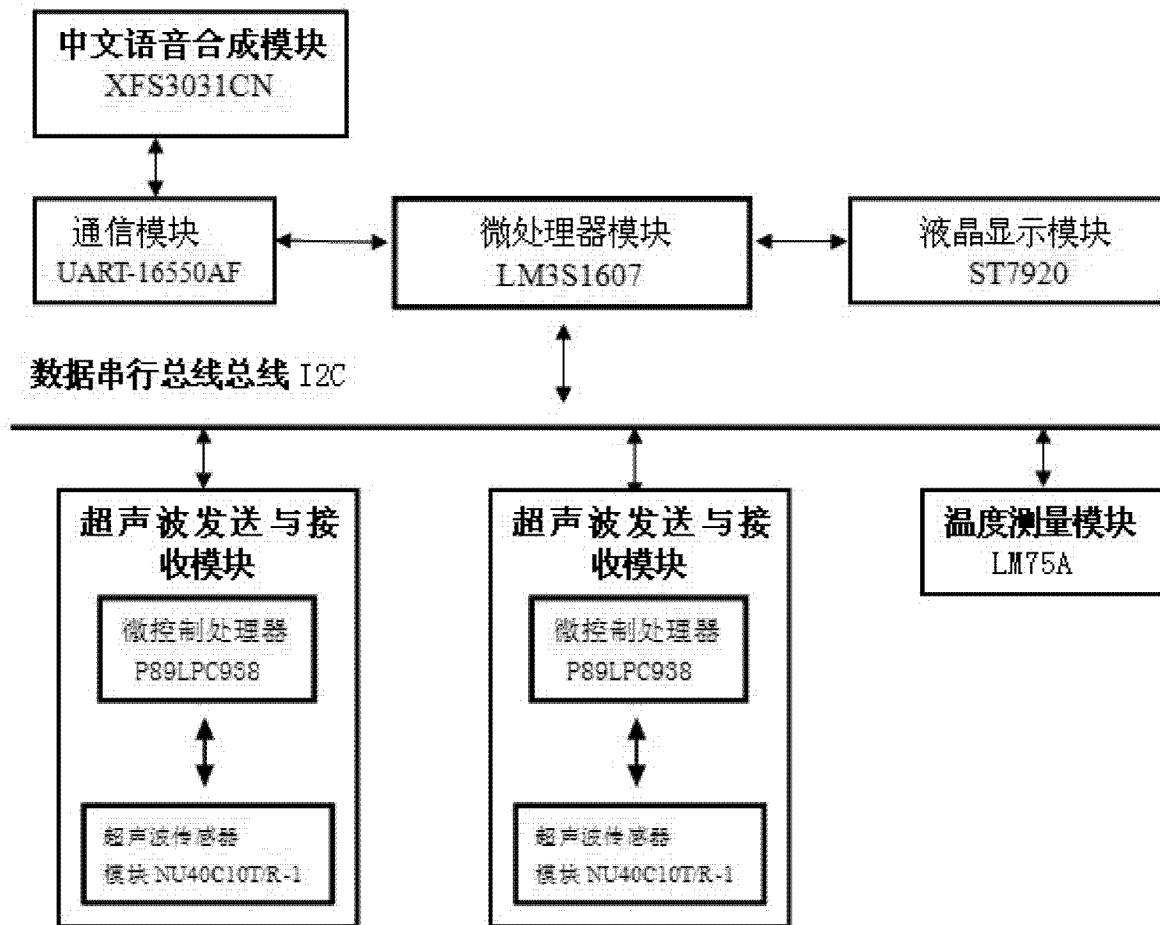 中文语音合成模块
XFS3031CN
通信模块
UART-16550AF
微处理器模块
LM3S1607
液晶显示模块
ST7920
数据串行总线总线 I2C
超声波发送与接
收模块
微控制处理器
P89LPC938
超声波传感器
模块 NU40C10T/R-1
超声波发送与接
收模块
微控制处理器
P89LPC938
超声波传感器
模块 NU40C10T/R-1
温度测量模块
LM75A